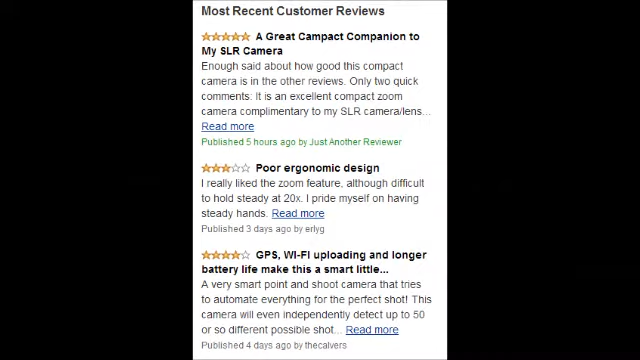 Most Recent Customer Reviews
A Great Campact Companion to
My SLR Camera
Enough said about how good this compact
camera is in the other reviews. Only two quick
comments: It is an excellent compact zoom
camera complimentary to my SLR camera/lens...
Read more
Published 5 hours ago by Just Another Reviewer
Poor ergonomic design
I really liked the zoom feature, although difficult
to hold steady at 20x. I pride myself on having
steady hands. Read more
Published 3 days ago by erlyg
GPS, WI-FI uploading and longer
battery life make this a smart little...
A very smart point and shoot camera that tries
to automate everything for the perfect shot! This
camera will even independently detect up to 50
or so different possible shot... Read more
Published 4 days ago by thecalvers